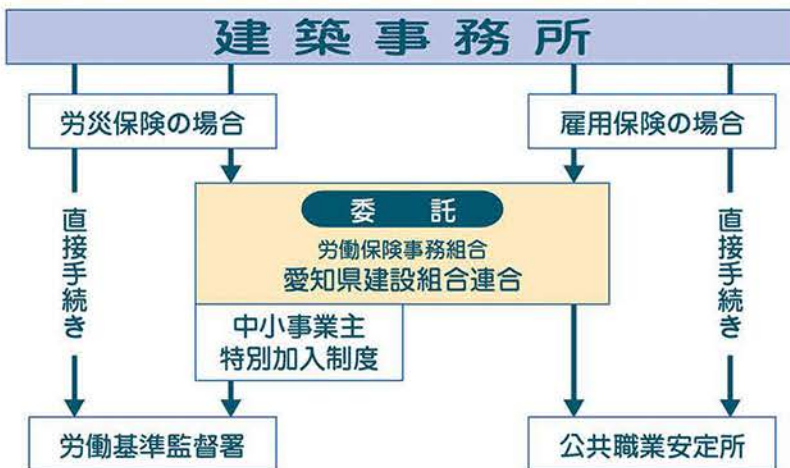 建築事務所
労災保険の場合
雇用保険の場合
委託
労働保険事務組合
愛知県建設組合連合
直接手続き
直接手続き
中小事業主
特別加入制度
労働基準監督署
公共職業安定所